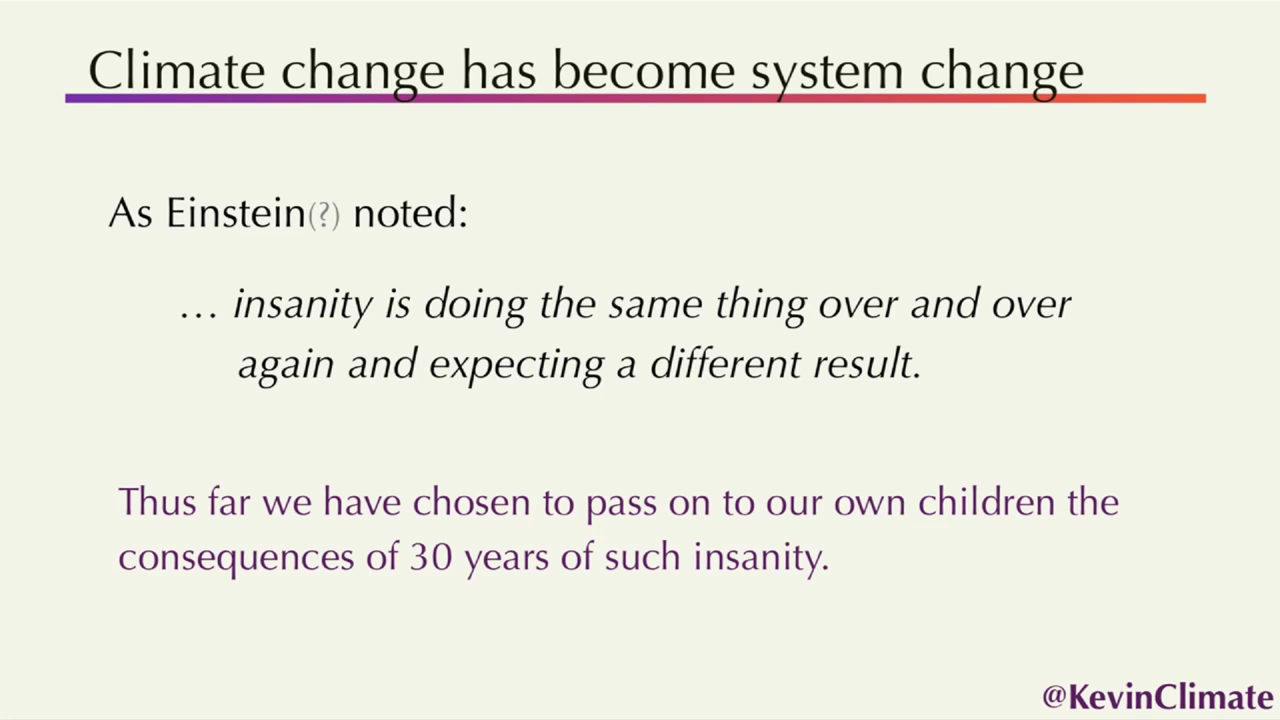 Climate change has become system change
As Einstein(?) noted:
… insanity is doing the same thing over and over
again and expecting a different result.
Thus far we have chosen to pass on to our own children the
consequences of 30 years of such insanity.
@KevinClimate